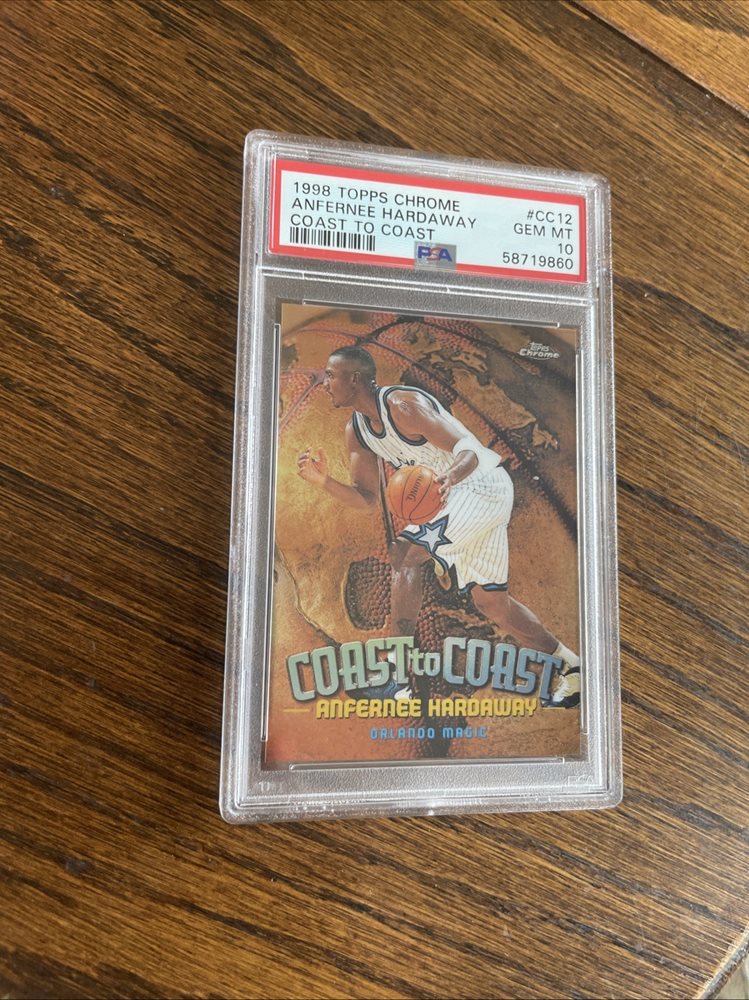 1998 TOPPS CHROME
ANFERNEE HARDAWAY
COAST TO COAST
#CC12
GEM MT
10
58719860
PSA
TOPPS
Chrome
COAST to COAST
ANFERNEE HARDAWAY
ORLANDO MAGIC